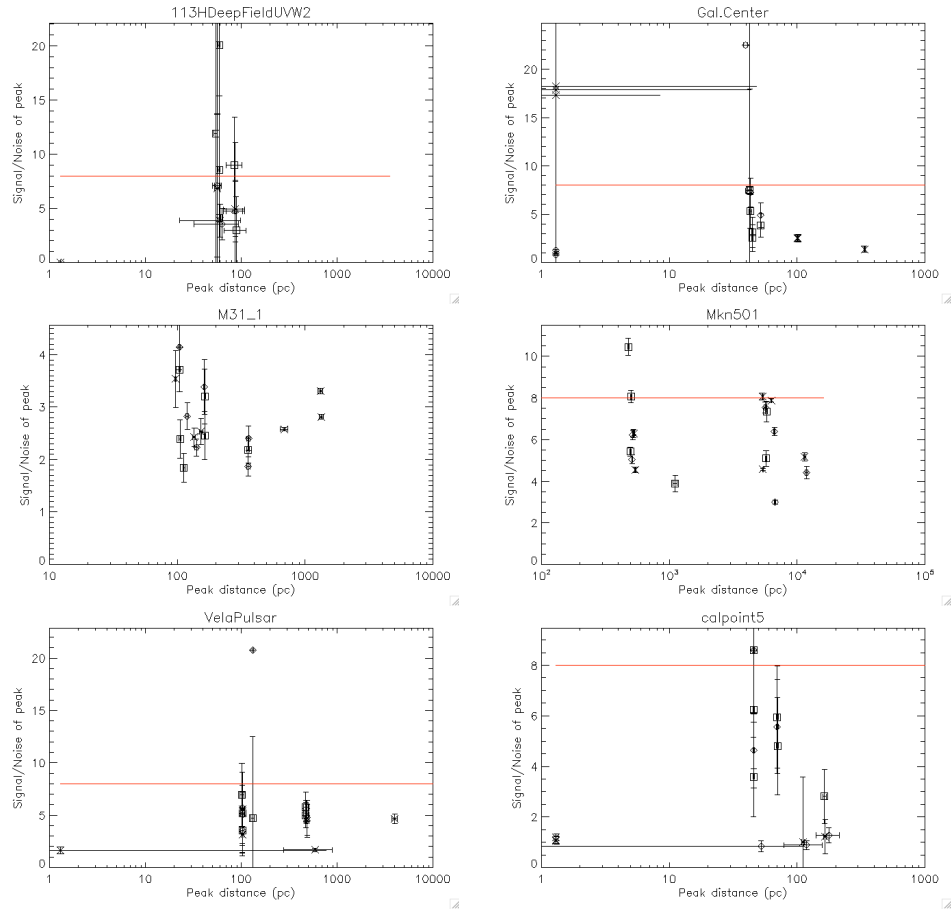 113HDeepFieldUVW2
20
15
10
5
0
Signal/Noise of peak
1 10 100 1000 10000
Peak distance (pc)
Gal.Center
20
15
10
5
0
Signal/Noise of peak
1 10 100 1000
Peak distance (pc)
M31_1
4
3
2
1
0
Signal/Noise of peak
10 100 1000 10000
Peak distance (pc)
Mkn501
10
8
6
4
2
0
Signal/Noise of peak
10² 10³ 10⁴ 10⁵
Peak distance (pc)
VelaPulsar
20
15
10
5
0
Signal/Noise of peak
1 10 100 1000 10000
Peak distance (pc)
calpoint5
8
6
4
2
0
Signal/Noise of peak
1 10 100 1000
Peak distance (pc)